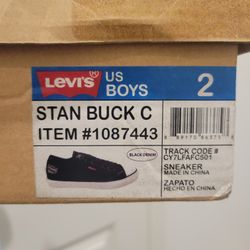 Levi's®
US
BOYS
2
STAN BUCK C
ITEM #1087443
BLACK DENIM
TRACK CODE #
CY7LFAFC501
SNEAKER
MADE IN CHINA
ZAPATO
HECHO EN CHINA